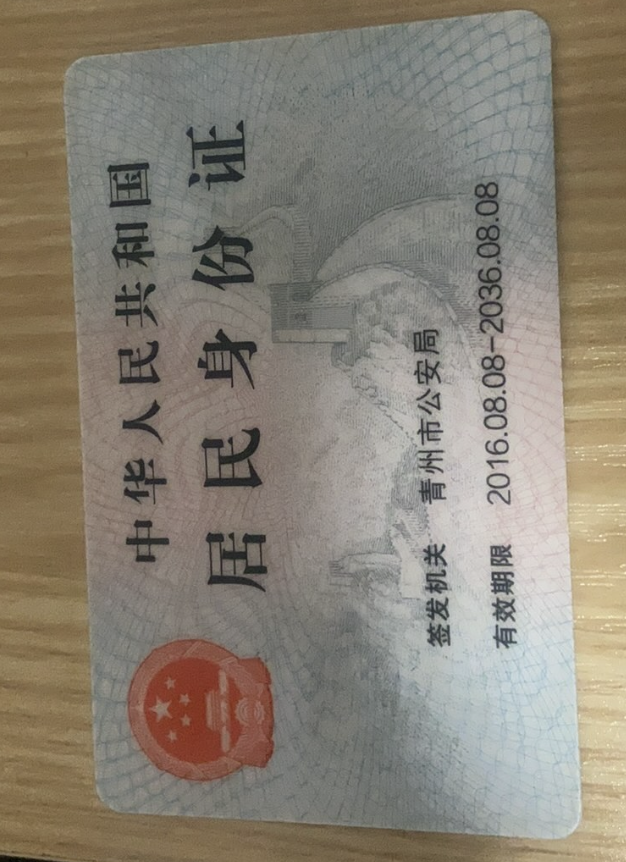 中华人民共和国
居民身份证
签发机关 青州市公安局
有效期限 2016.08.08-2036.08.08